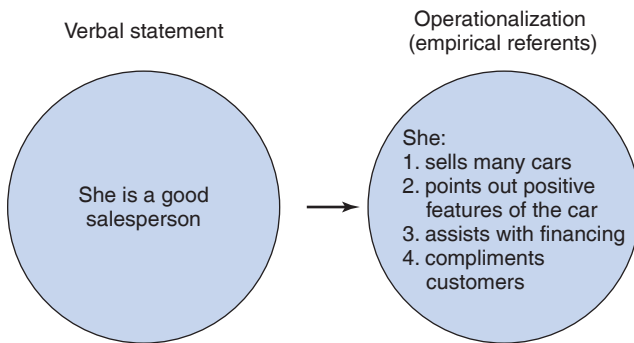 Verbal statement
Operationalization
(empirical referents)
She is a good
salesperson
She:
1. sells many cars
2. points out positive
features of the car
3. assists with financing
4. compliments
customers